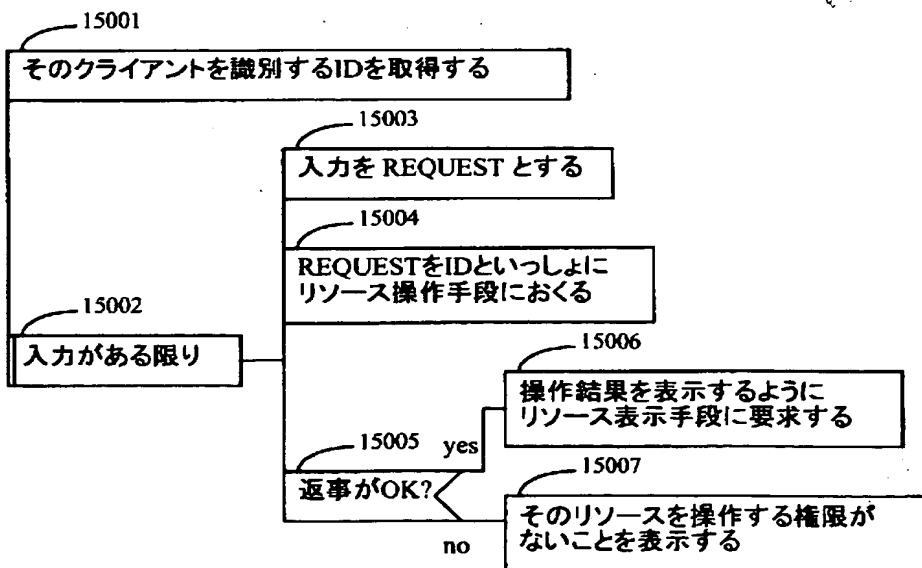 15001
そのクライアントを識別するIDを取得する
15003
入力を REQUEST とする
15004
REQUESTをIDといっしょに
リソース操作手段におくる
15002
入力がある限り
15006
操作結果を表示するように
リソース表示手段に要求する
15005
yes
返事がOK?
15007
そのリソースを操作する権限が
ないことを表示する
no